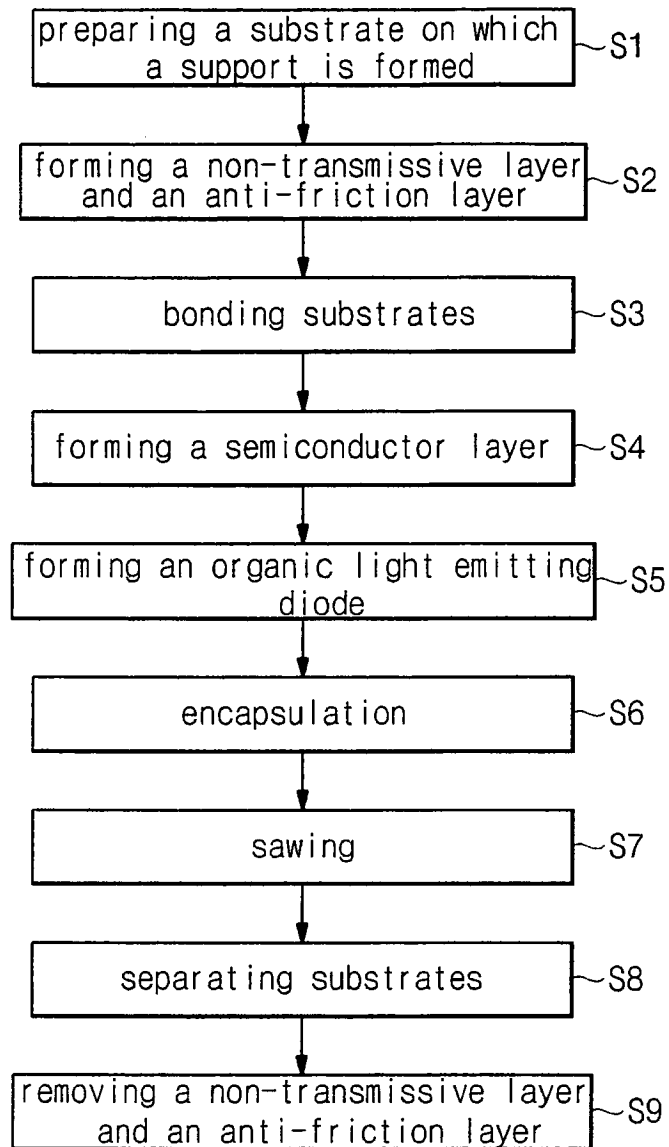 preparing a substrate on which
a support is formed
S1
forming a non-transmissive layer
and an anti-friction layer
S2
bonding substrates
S3
forming a semiconductor layer
S4
forming an organic light emitting
diode
S5
encapsulation
S6
sawing
S7
separating substrates
S8
removing a non-transmissive layer
and an anti-friction layer
S9